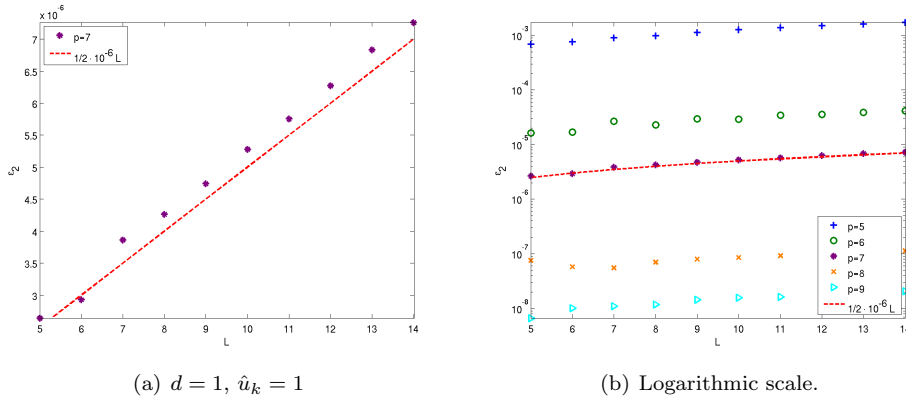 x 10^-6
7
6.5
6
5.5
5
4.5
4
3.5
3
ε_2
5 6 7 8 9 10 11 12 13 14
L
p=7
1/2 · 10^-6 L
(a) d = 1, û_k = 1
10^-3
10^-4
10^-5
10^-6
10^-7
10^-8
ε_2
5 6 7 8 9 10 11 12 13 14
L
p=5
p=6
p=7
p=8
p=9
1/2 · 10^-6 L
(b) Logarithmic scale.